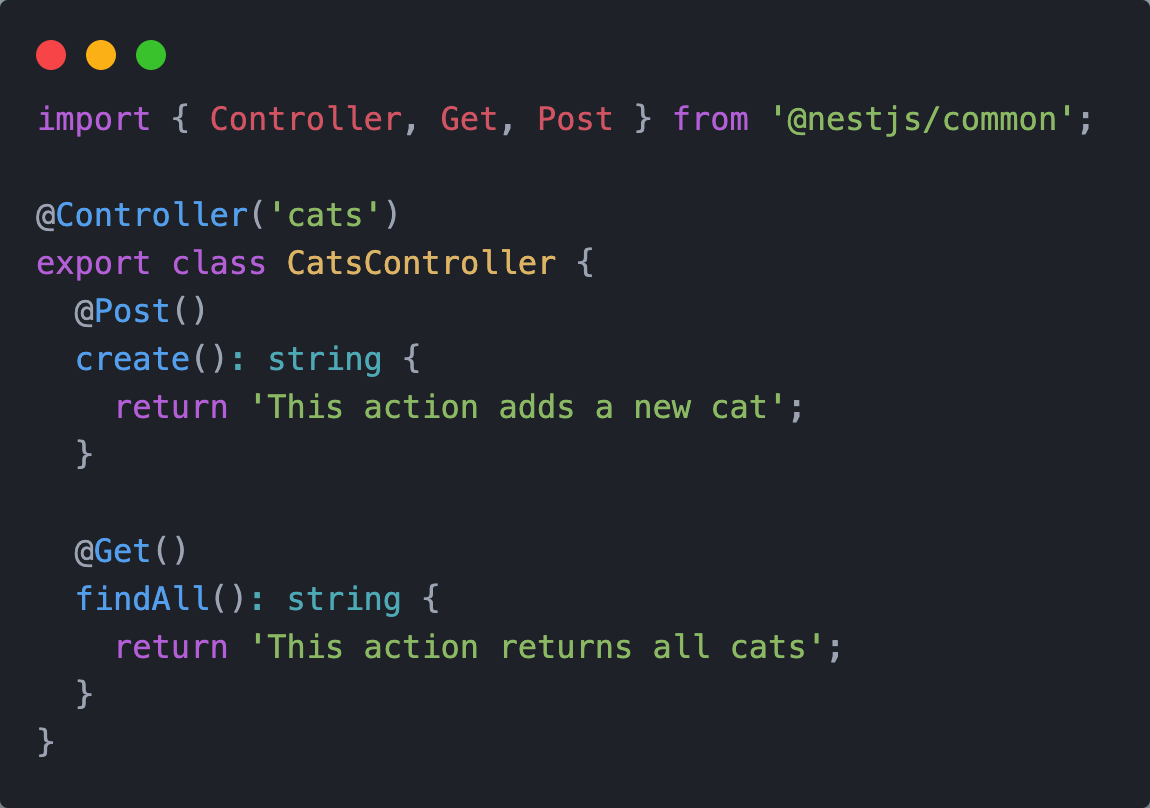 import { Controller, Get, Post } from '@nestjs/common';

@Controller('cats')
export class CatsController {
  @Post()
  create(): string {
    return 'This action adds a new cat';
  }

  @Get()
  findAll(): string {
    return 'This action returns all cats';
  }
}